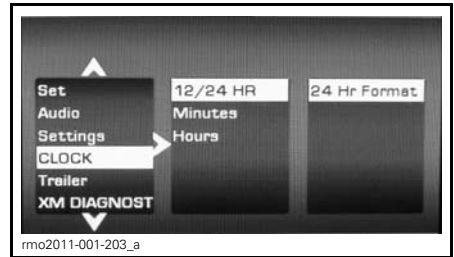 Set
Audio
Settings
CLOCK
Trailer
XM DIAGNOST
12/24 HR
Minutes
Hours
24 Hr Format
rmo2011-001-203_a